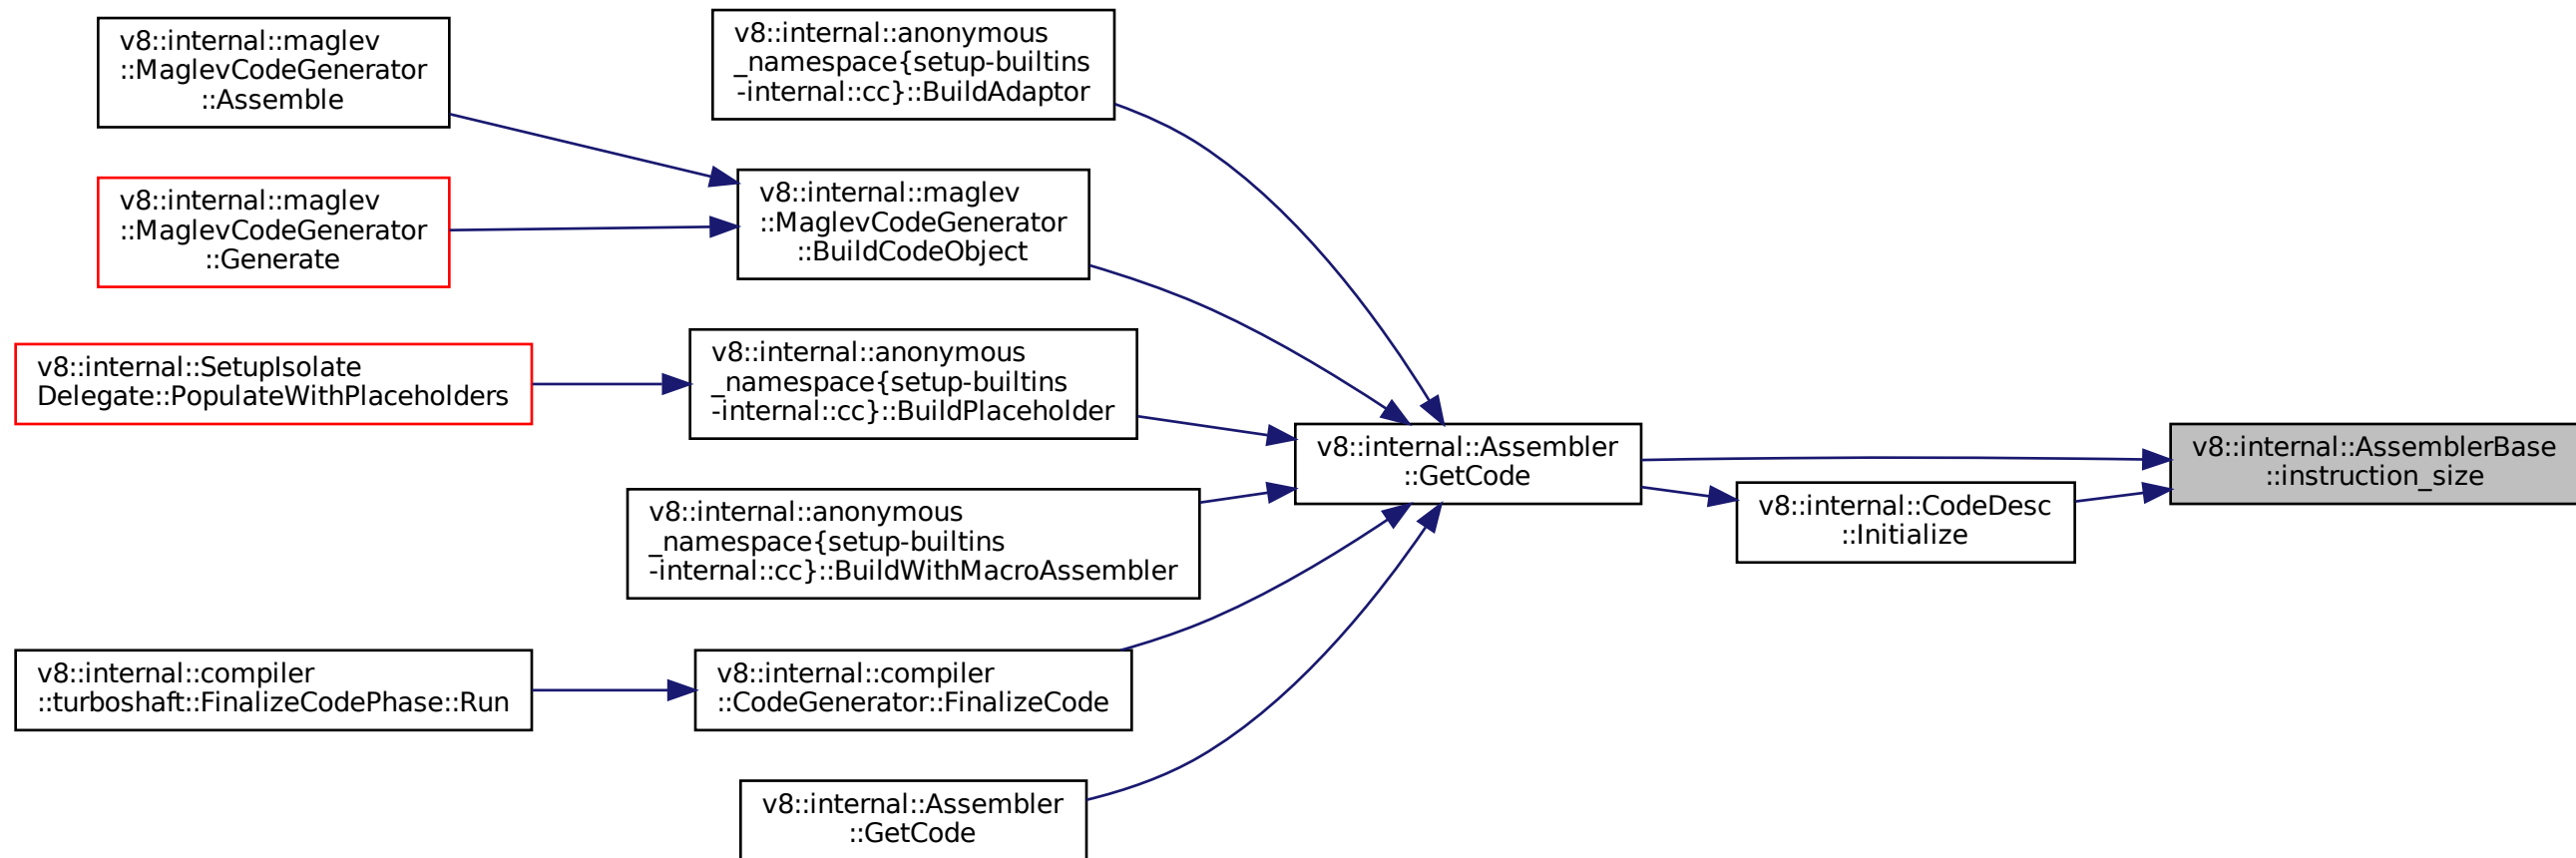 v8::internal::maglev
::MaglevCodeGenerator
::Assemble
v8::internal::anonymous
_namespace{setup-builtins
-internal::cc}::BuildAdaptor
v8::internal::maglev
::MaglevCodeGenerator
::Generate
v8::internal::maglev
::MaglevCodeGenerator
::BuildCodeObject
v8::internal::SetupIsolate
Delegate::PopulateWithPlaceholders
v8::internal::anonymous
_namespace{setup-builtins
-internal::cc}::BuildPlaceholder
v8::internal::Assembler
::GetCode
v8::internal::AssemblerBase
::instruction_size
v8::internal::CodeDesc
::Initialize
v8::internal::anonymous
_namespace{setup-builtins
-internal::cc}::BuildWithMacroAssembler
v8::internal::compiler
::turboshaft::FinalizeCodePhase::Run
v8::internal::compiler
::CodeGenerator::FinalizeCode
v8::internal::Assembler
::GetCode